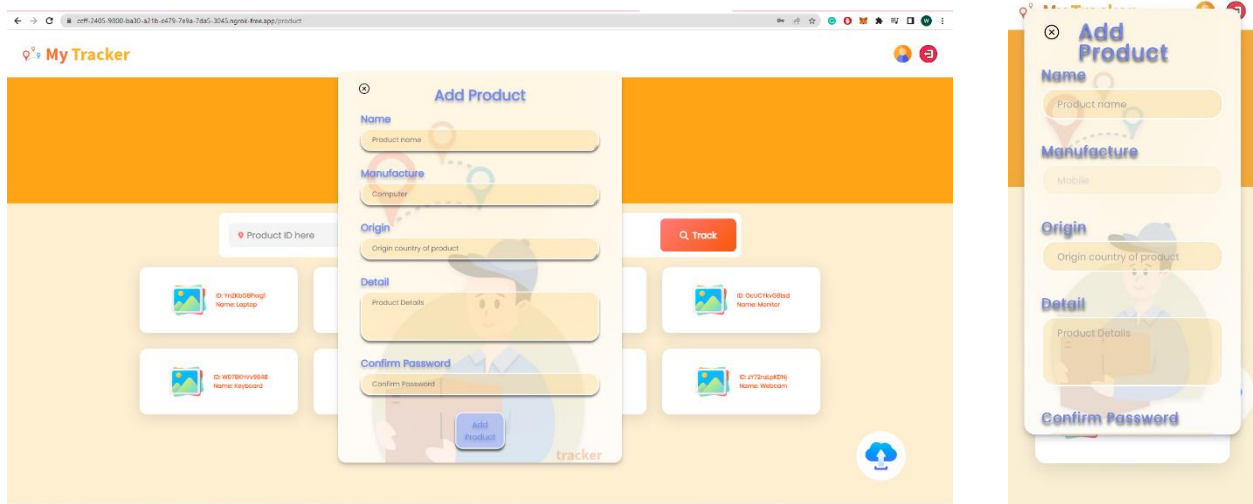 My Tracker
Add Product
Name
Product name
Manufacture
Computer
Origin
Origin country of product
Detail
Product Details
Confirm Password
Confirm Password
Add
Product
tracker
Product ID here
Track
Name: Laptop
Name: Monitor
Name: Keyboard
Name: Webcam
Add
Product
Name
Product name
Manufacture
Mobile
Origin
Origin country of product
Detail
Product Details
Confirm Password